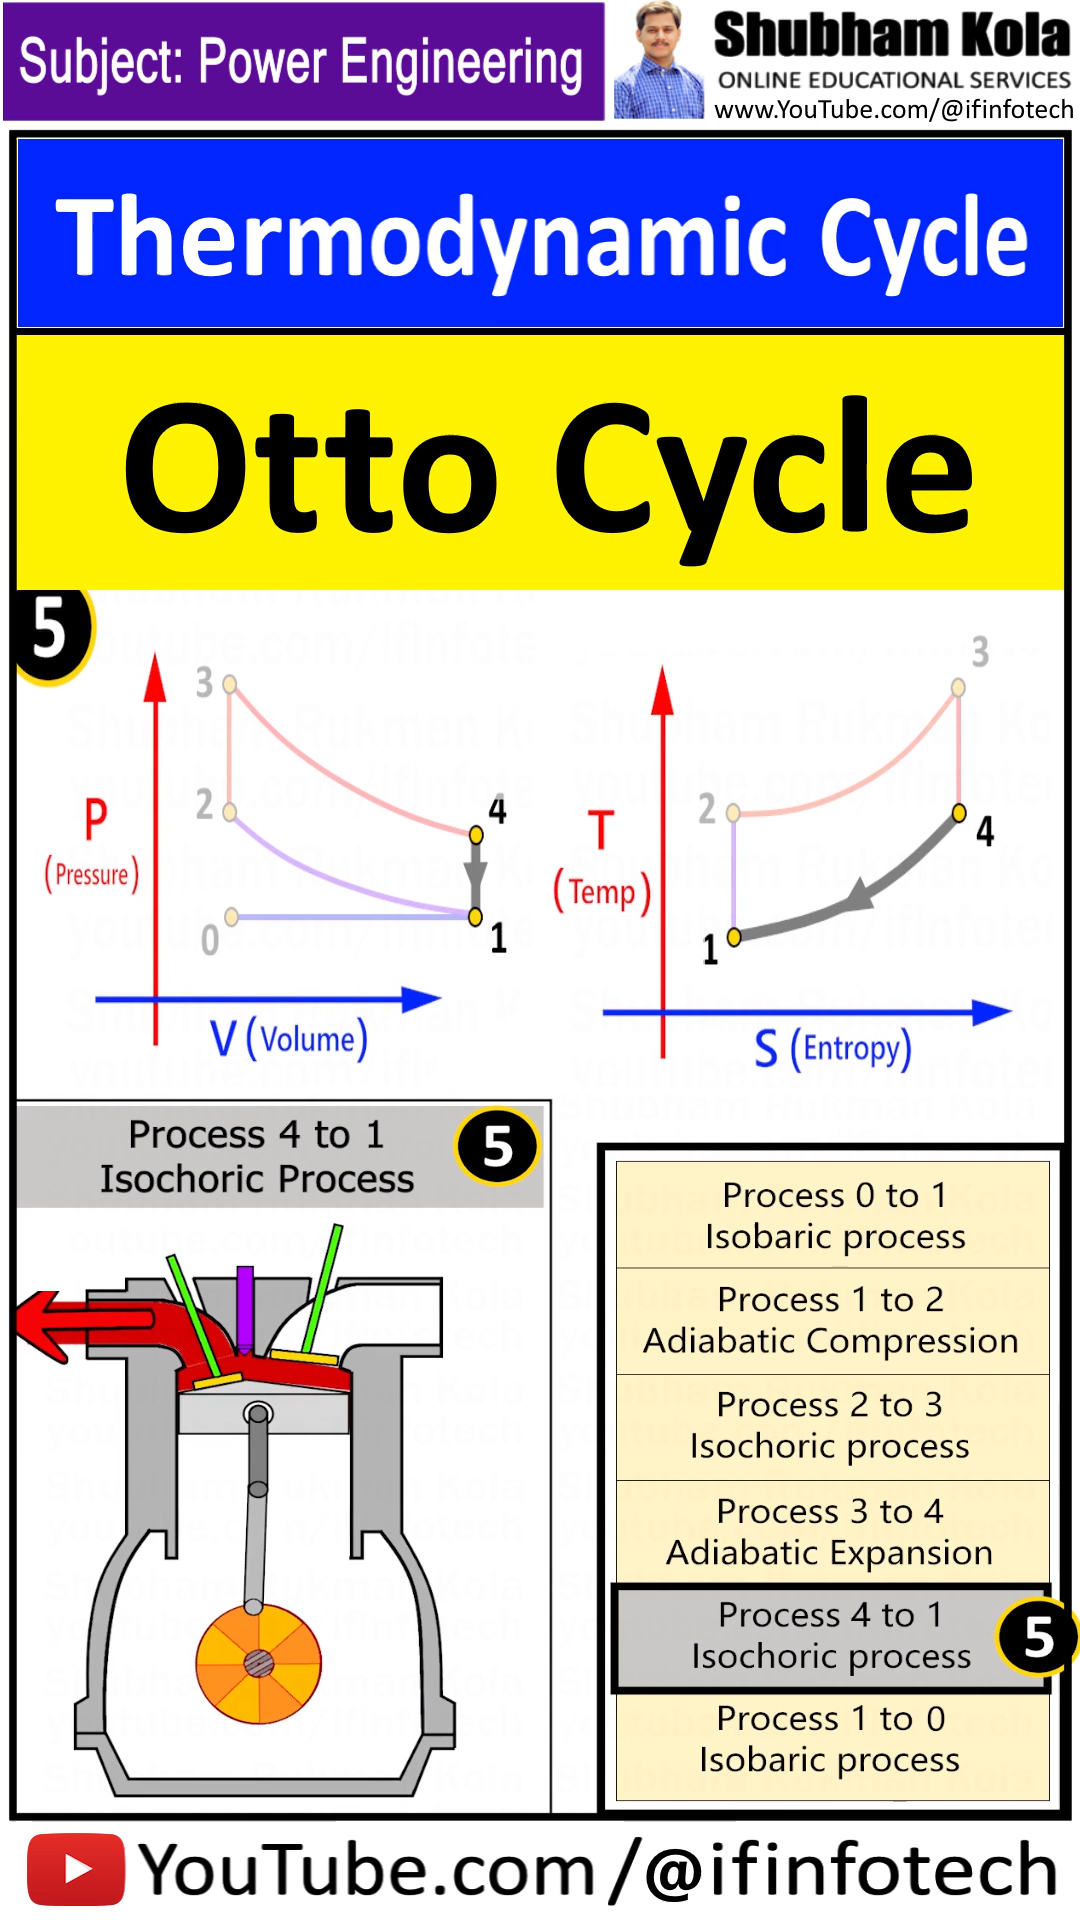 Subject: Power Engineering
Shubham Kola
ONLINE EDUCATIONAL SERVICES
www.YouTube.com/@ifinfotech
Thermodynamic Cycle
Otto Cycle
5
3
2
P
(Pressure)
4
0
1
V (Volume)
3
2
T
(Temp)
4
1
S (Entropy)
Process 4 to 1
Isochoric Process
5
Process 0 to 1
Isobaric process
Process 1 to 2
Adiabatic Compression
Process 2 to 3
Isochoric process
Process 3 to 4
Adiabatic Expansion
Process 4 to 1
Isochoric process
5
Process 1 to 0
Isobaric process
YouTube.com/@ifinfotech